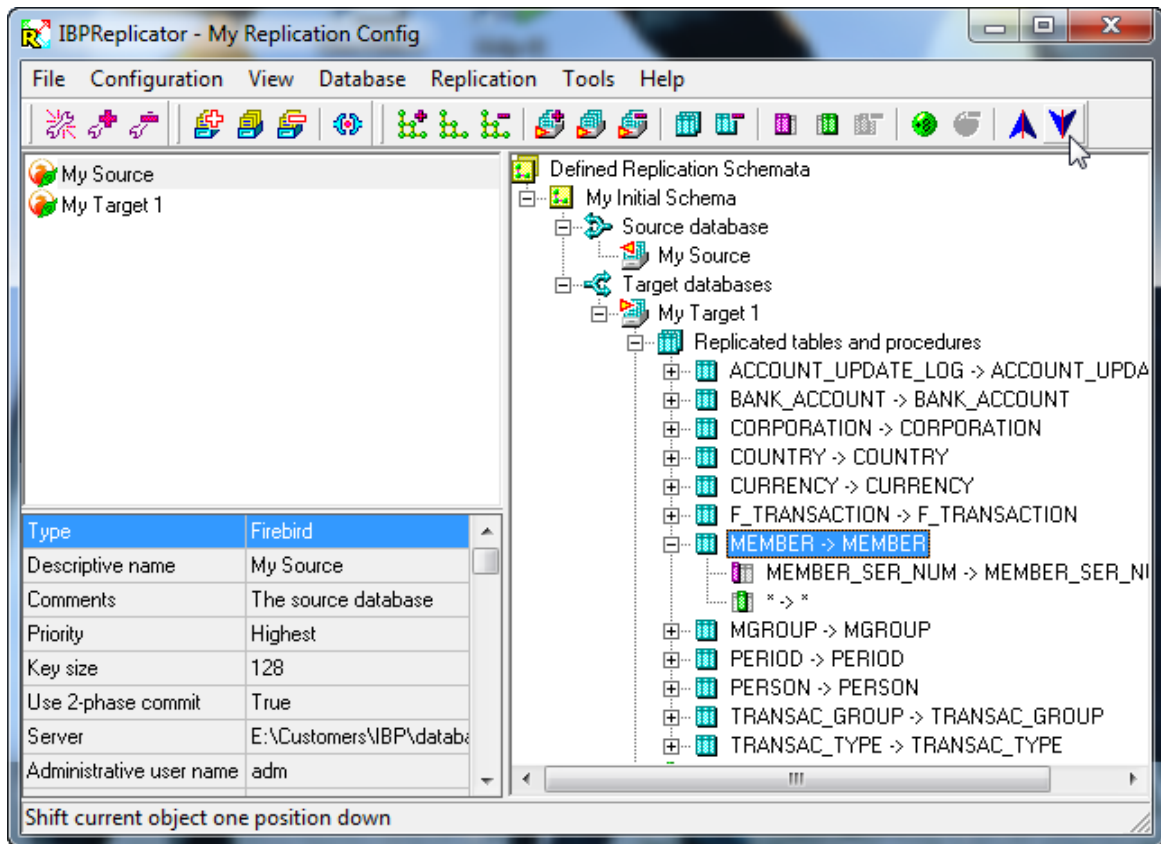 IBPReplicator - My Replication Config
File Configuration View Database Replication Tools Help
My Source
My Target 1
Type Firebird
Descriptive name My Source
Comments The source database
Priority Highest
Key size 128
Use 2-phase commit True
Server E:\Customers\IBP\databa
Administrative user name adm
Defined Replication Schemata
My Initial Schema
Source database
My Source
Target databases
My Target 1
Replicated tables and procedures
ACCOUNT_UPDATE_LOG -> ACCOUNT_UPDA
BANK_ACCOUNT -> BANK_ACCOUNT
CORPORATION -> CORPORATION
COUNTRY -> COUNTRY
CURRENCY -> CURRENCY
F_TRANSACTION -> F_TRANSACTION
MEMBER -> MEMBER
MEMBER_SER_NUM -> MEMBER_SER_NU
* -> *
MGROUP -> MGROUP
PERIOD -> PERIOD
PERSON -> PERSON
TRANSAC_GROUP -> TRANSAC_GROUP
TRANSAC_TYPE -> TRANSAC_TYPE
Shift current object one position down